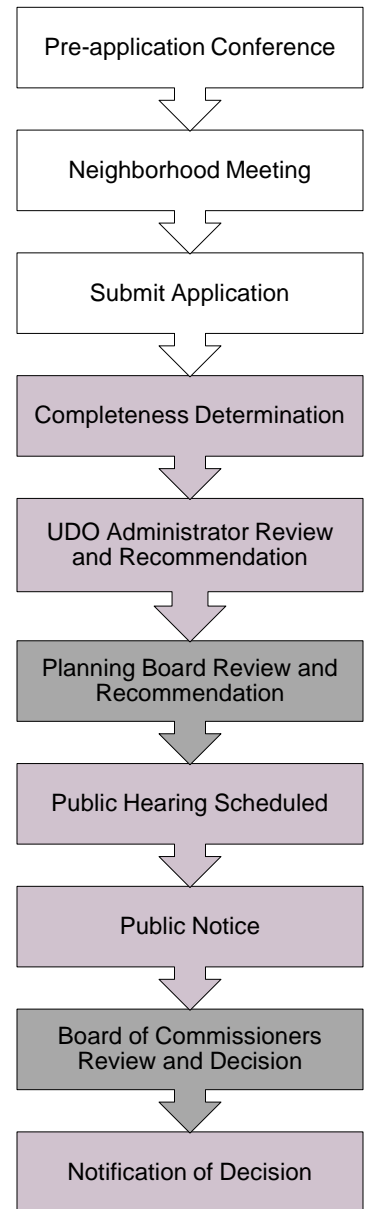 Pre-application Conference
Neighborhood Meeting
Submit Application
Completeness Determination
UDO Administrator Review
and Recommendation
Planning Board Review and
Recommendation
Public Hearing Scheduled
Public Notice
Board of Commissioners
Review and Decision
Notification of Decision